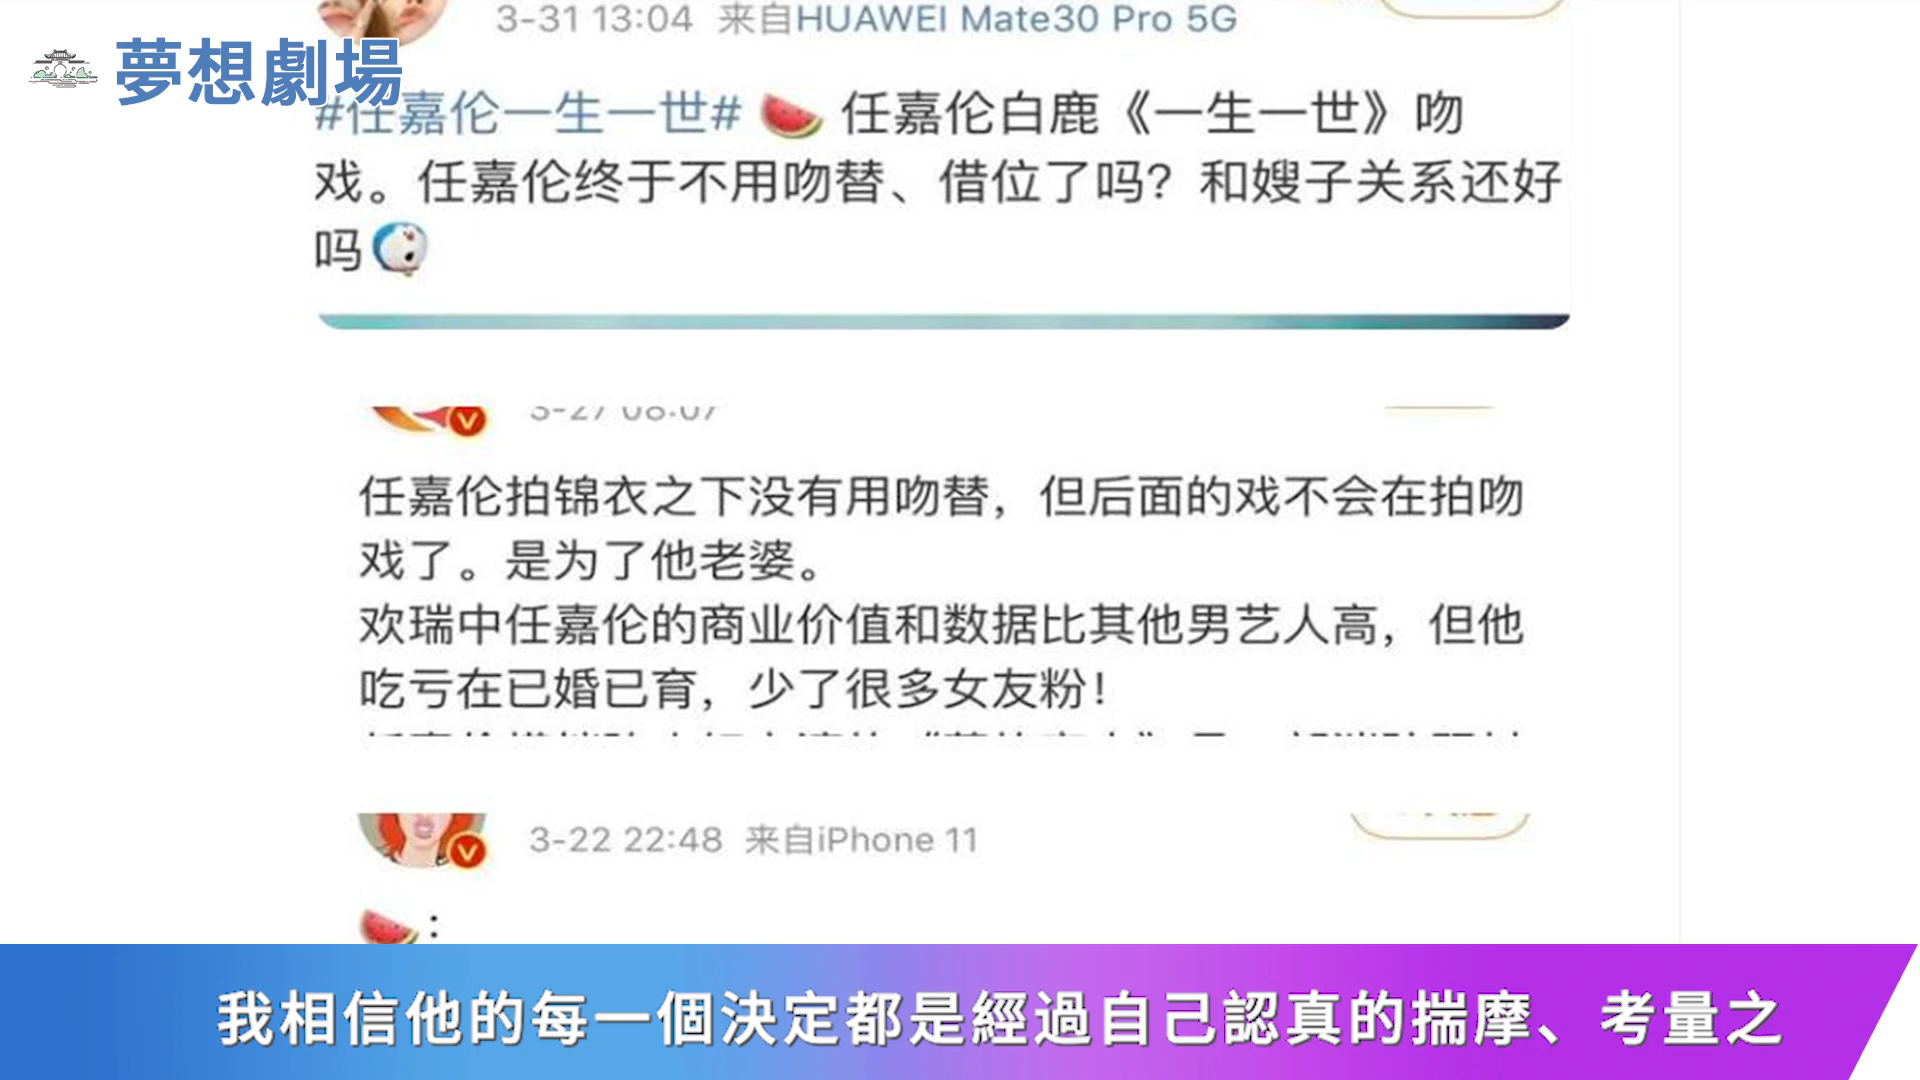 3-31 13:04 来自HUAWEI Mate30 Pro 5G
夢想劇場
#任嘉伦一生一世# 任嘉伦白鹿《一生一世》吻
戏。任嘉伦终于不用吻替、借位了吗？和嫂子关系还好
吗
3-27 08:07
任嘉伦拍锦衣之下没有用吻替，但后面的戏不会在拍吻
戏了。是为了他老婆。
欢瑞中任嘉伦的商业价值和数据比其他男艺人高，但他
吃亏在已婚已育，少了很多女友粉！
3-22 22:48 来自iPhone 11
：
我相信他的每一個決定都是經過自己認真的揣摩、考量之